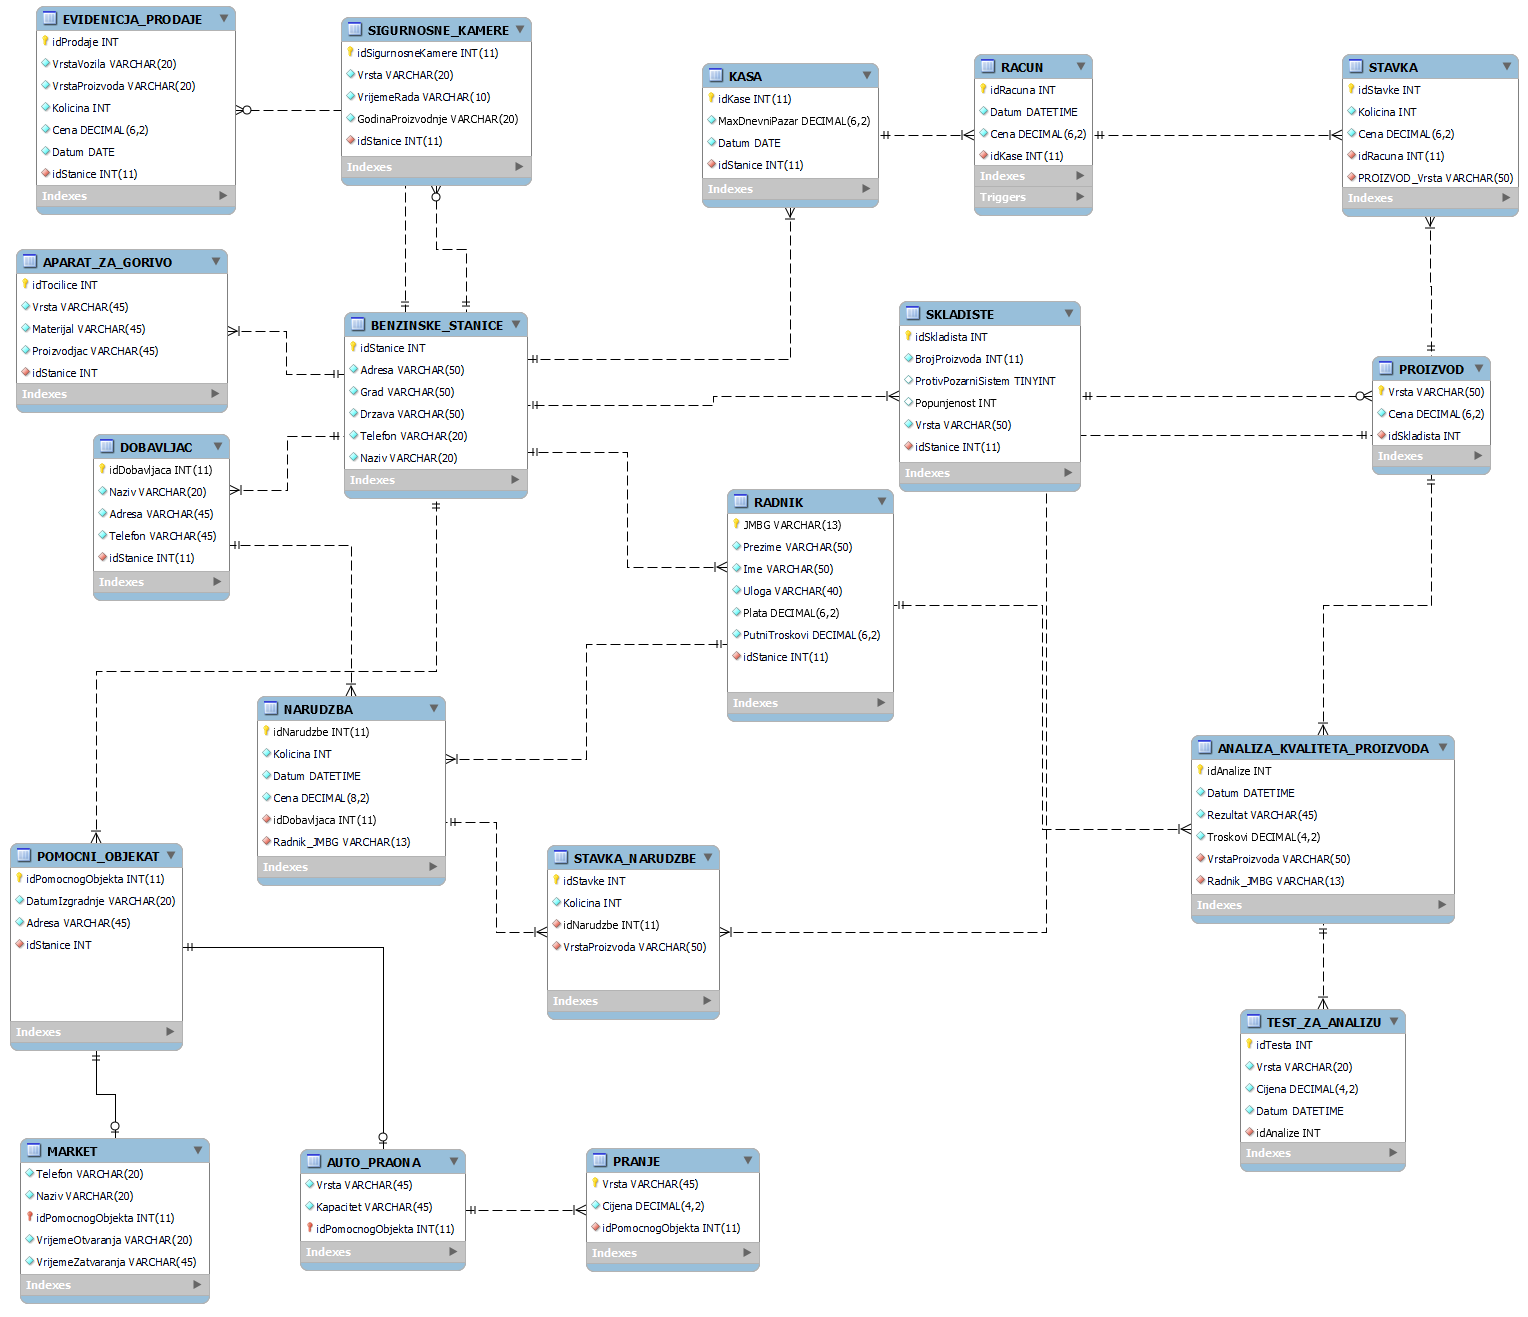 EVIDENICJA_PRODAJE
idProdaje INT
VrstaVozila VARCHAR(20)
VrstaProizvoda VARCHAR(20)
Kolicina INT
Cena DECIMAL(6,2)
Datum DATE
idStanice INT(11)
Indexes
SIGURNOSNE_KAMERE
idSigurnosneKamere INT(11)
Vrsta VARCHAR(20)
VrijemeRada VARCHAR(10)
GodinaProizvodnje VARCHAR(20)
idStanice INT(11)
Indexes
KASA
idKase INT(11)
MaxDnevniPazar DECIMAL(6,2)
Datum DATE
idStanice INT(11)
Indexes
RACUN
idRacuna INT
Datum DATETIME
Cena DECIMAL(6,2)
idKase INT(11)
Indexes
Triggers
STAVKA
idStavke INT
Kolicina INT
Cena DECIMAL(6,2)
idRacuna INT(11)
PROIZVOD_Vrsta VARCHAR(50)
Indexes
APARAT_ZA_GORIVO
idTocilice INT
Vrsta VARCHAR(45)
Materijal VARCHAR(45)
Proizvodjac VARCHAR(45)
idStanice INT
Indexes
BENZINSKE_STANICE
idStanice INT
Adresa VARCHAR(50)
Grad VARCHAR(50)
Drzava VARCHAR(50)
Telefon VARCHAR(20)
Naziv VARCHAR(20)
Indexes
SKLADISTE
idSkladista INT
BrojProizvoda INT(11)
ProtivPozarniSistem TINYINT
Popunjenost INT
Vrsta VARCHAR(50)
idStanice INT(11)
Indexes
PROIZVOD
Vrsta VARCHAR(50)
Cena DECIMAL(6,2)
idSkladista INT
Indexes
DOBAVLJAC
idDobavljaca INT(11)
Naziv VARCHAR(20)
Adresa VARCHAR(45)
Telefon VARCHAR(45)
idStanice INT(11)
Indexes
RADNIK
JMBG VARCHAR(13)
Prezime VARCHAR(50)
Ime VARCHAR(50)
Uloga VARCHAR(40)
Plata DECIMAL(6,2)
PutniTroskovi DECIMAL(6,2)
idStanice INT(11)
Indexes
NARUDZBA
idNarudzbe INT(11)
Kolicina INT
Datum DATETIME
Cena DECIMAL(8,2)
idDobavljaca INT(11)
Radnik_JMBG VARCHAR(13)
Indexes
ANALIZA_KVALITETA_PROIZVODA
idAnalize INT
Datum DATETIME
Rezultat VARCHAR(45)
Troskovi DECIMAL(4,2)
VrstaProizvoda VARCHAR(50)
Radnik_JMBG VARCHAR(13)
Indexes
POMOCNI_OBJEKAT
idPomocnogObjekta INT(11)
DatumIzgradnje VARCHAR(20)
Adresa VARCHAR(45)
idStanice INT
Indexes
STAVKA_NARUDZBE
idStavke INT
Kolicina INT
idNarudzbe INT(11)
VrstaProizvoda VARCHAR(50)
Indexes
TEST_ZA_ANALIZU
idTesta INT
Vrsta VARCHAR(20)
Cijena DECIMAL(4,2)
Datum DATETIME
idAnalize INT
Indexes
MARKET
Telefon VARCHAR(20)
Naziv VARCHAR(20)
idPomocnogObjekta INT(11)
VrijemeOtvaranja VARCHAR(20)
VrijemeZatvaranja VARCHAR(45)
Indexes
AUTO_PRAONA
Vrsta VARCHAR(45)
Kapacitet VARCHAR(45)
idPomocnogObjekta INT(11)
Indexes
PRANJE
Vrsta VARCHAR(45)
Cijena DECIMAL(4,2)
idPomocnogObjekta INT(11)
Indexes